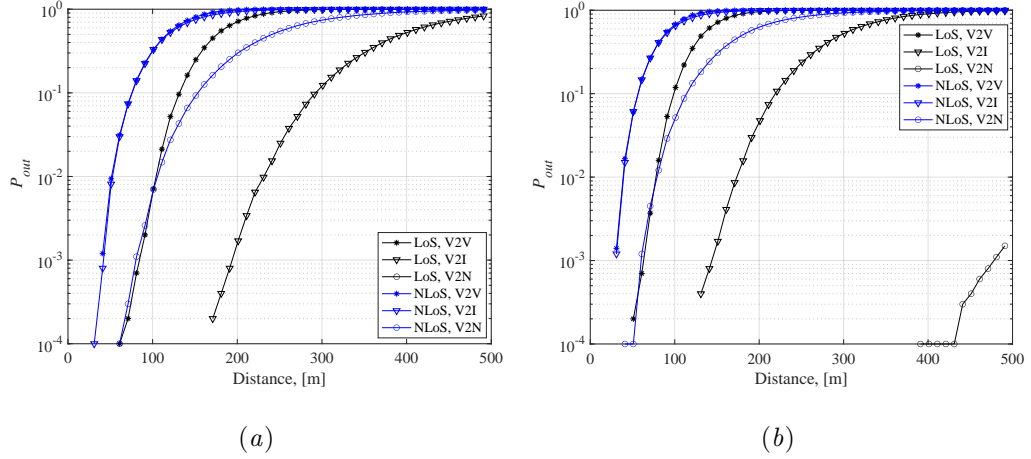 10^0
10^-1
10^-2
10^-3
10^-4
P_out
0
100
200
300
400
500
Distance, [m]
LoS, V2V
LoS, V2I
LoS, V2N
NLoS, V2V
NLoS, V2I
NLoS, V2N
(a)
10^0
10^-1
10^-2
10^-3
10^-4
P_out
0
100
200
300
400
500
Distance, [m]
LoS, V2V
LoS, V2I
LoS, V2N
NLoS, V2V
NLoS, V2I
NLoS, V2N
(b)